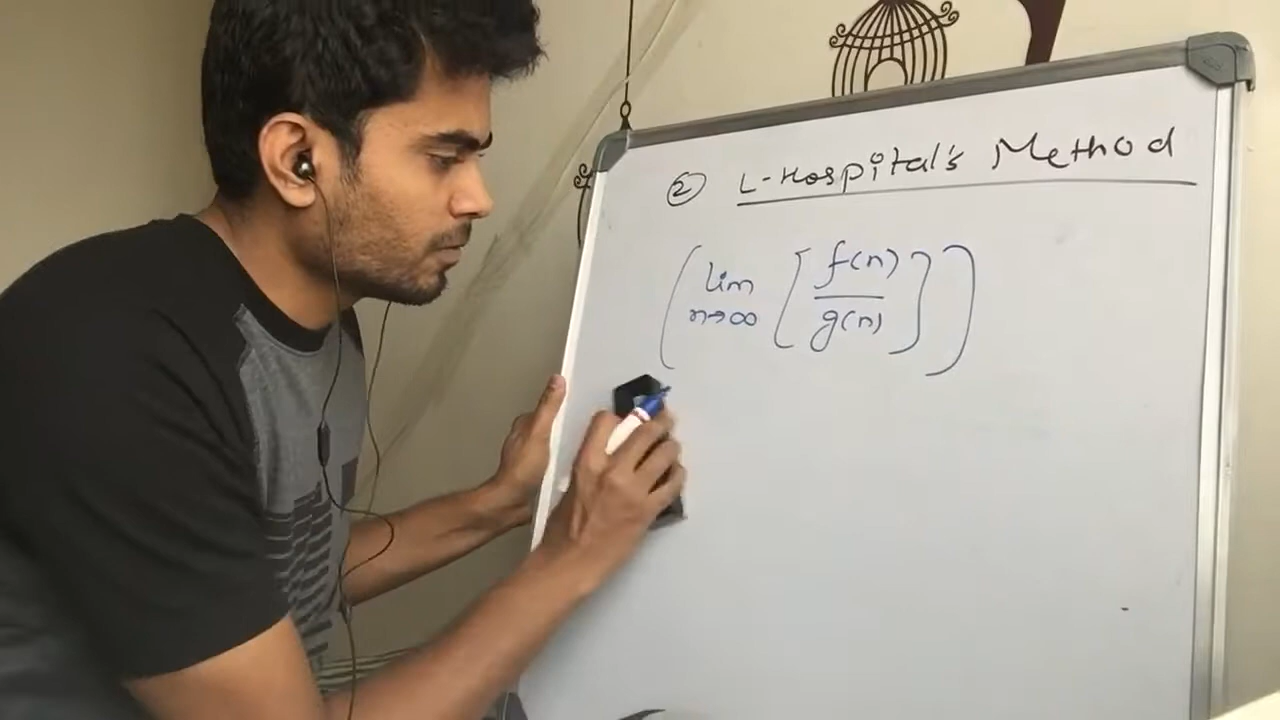 ② L-Hospital's Method
( lim n→∞ [ f(n) / g(n) ] )